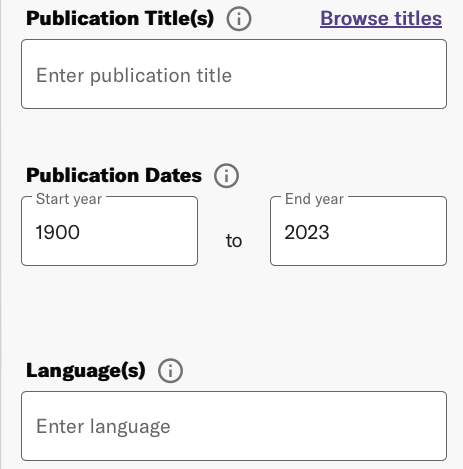 Publication Title(s) Browse titles
Enter publication title
Publication Dates
Start year End year
1900 to 2023
Language(s)
Enter language